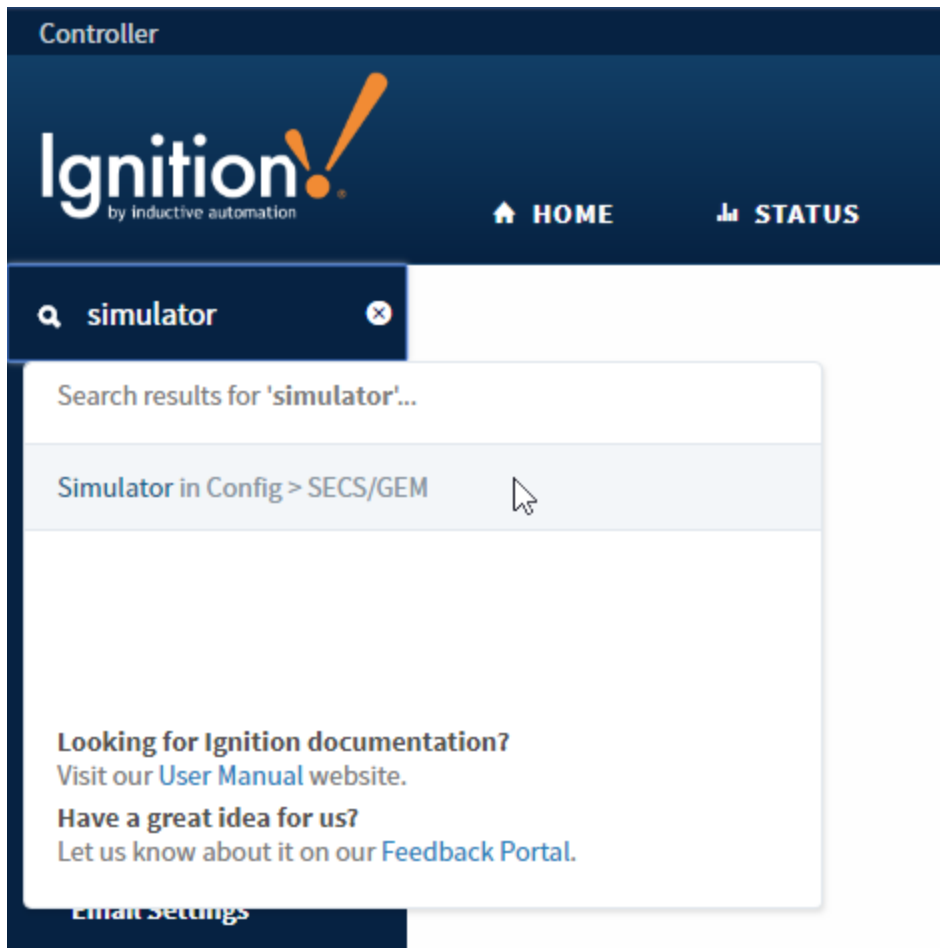 Controller
Ignition!
by inductive automation
HOME
STATUS
simulator
Search results for 'simulator'...
Simulator in Config > SECS/GEM
Looking for Ignition documentation?
Visit our User Manual website.
Have a great idea for us?
Let us know about it on our Feedback Portal.
Email Settings